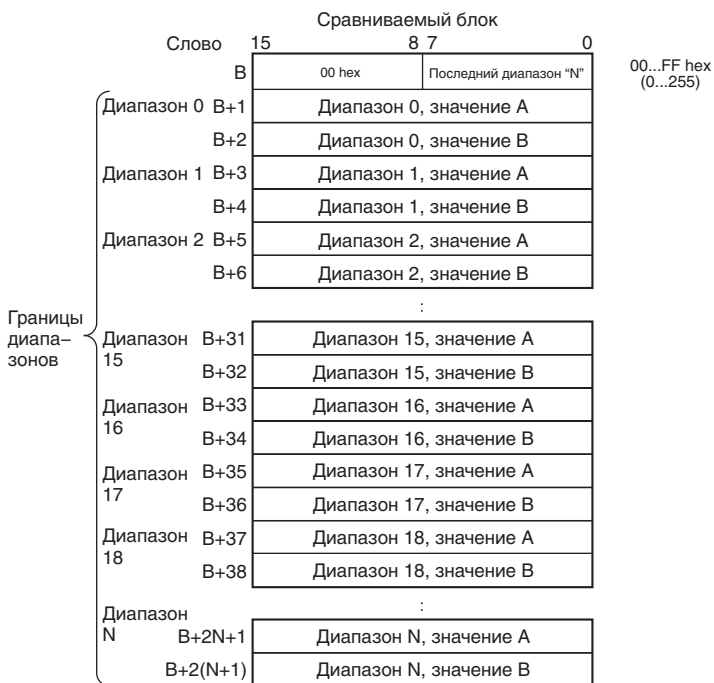 Сравниваемый блок
Слово 15 8 7 0
B 00 hex Последний диапазон “N” 00...FF hex
(0...255)
Диапазон 0 B+1 Диапазон 0, значение A
B+2 Диапазон 0, значение B
Диапазон 1 B+3 Диапазон 1, значение A
B+4 Диапазон 1, значение B
Диапазон 2 B+5 Диапазон 2, значение A
B+6 Диапазон 2, значение B
:
Границы
диапа–
зонов
Диапазон
15
B+31 Диапазон 15, значение A
B+32 Диапазон 15, значение B
Диапазон
16
B+33 Диапазон 16, значение A
B+34 Диапазон 16, значение B
Диапазон
17
B+35 Диапазон 17, значение A
B+36 Диапазон 17, значение B
Диапазон
18
B+37 Диапазон 18, значение A
B+38 Диапазон 18, значение B
:
Диапазон
N
B+2N+1 Диапазон N, значение A
B+2(N+1) Диапазон N, значение B